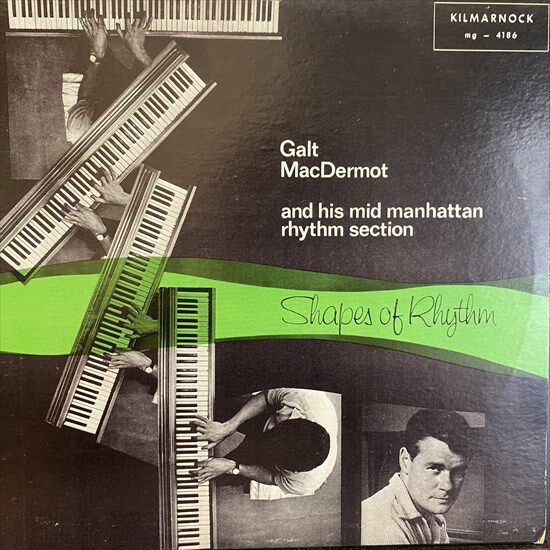 KILMARNOCK
mg – 4186
Galt
MacDermot
and his mid manhattan
rhythm section
Shapes of Rhythm